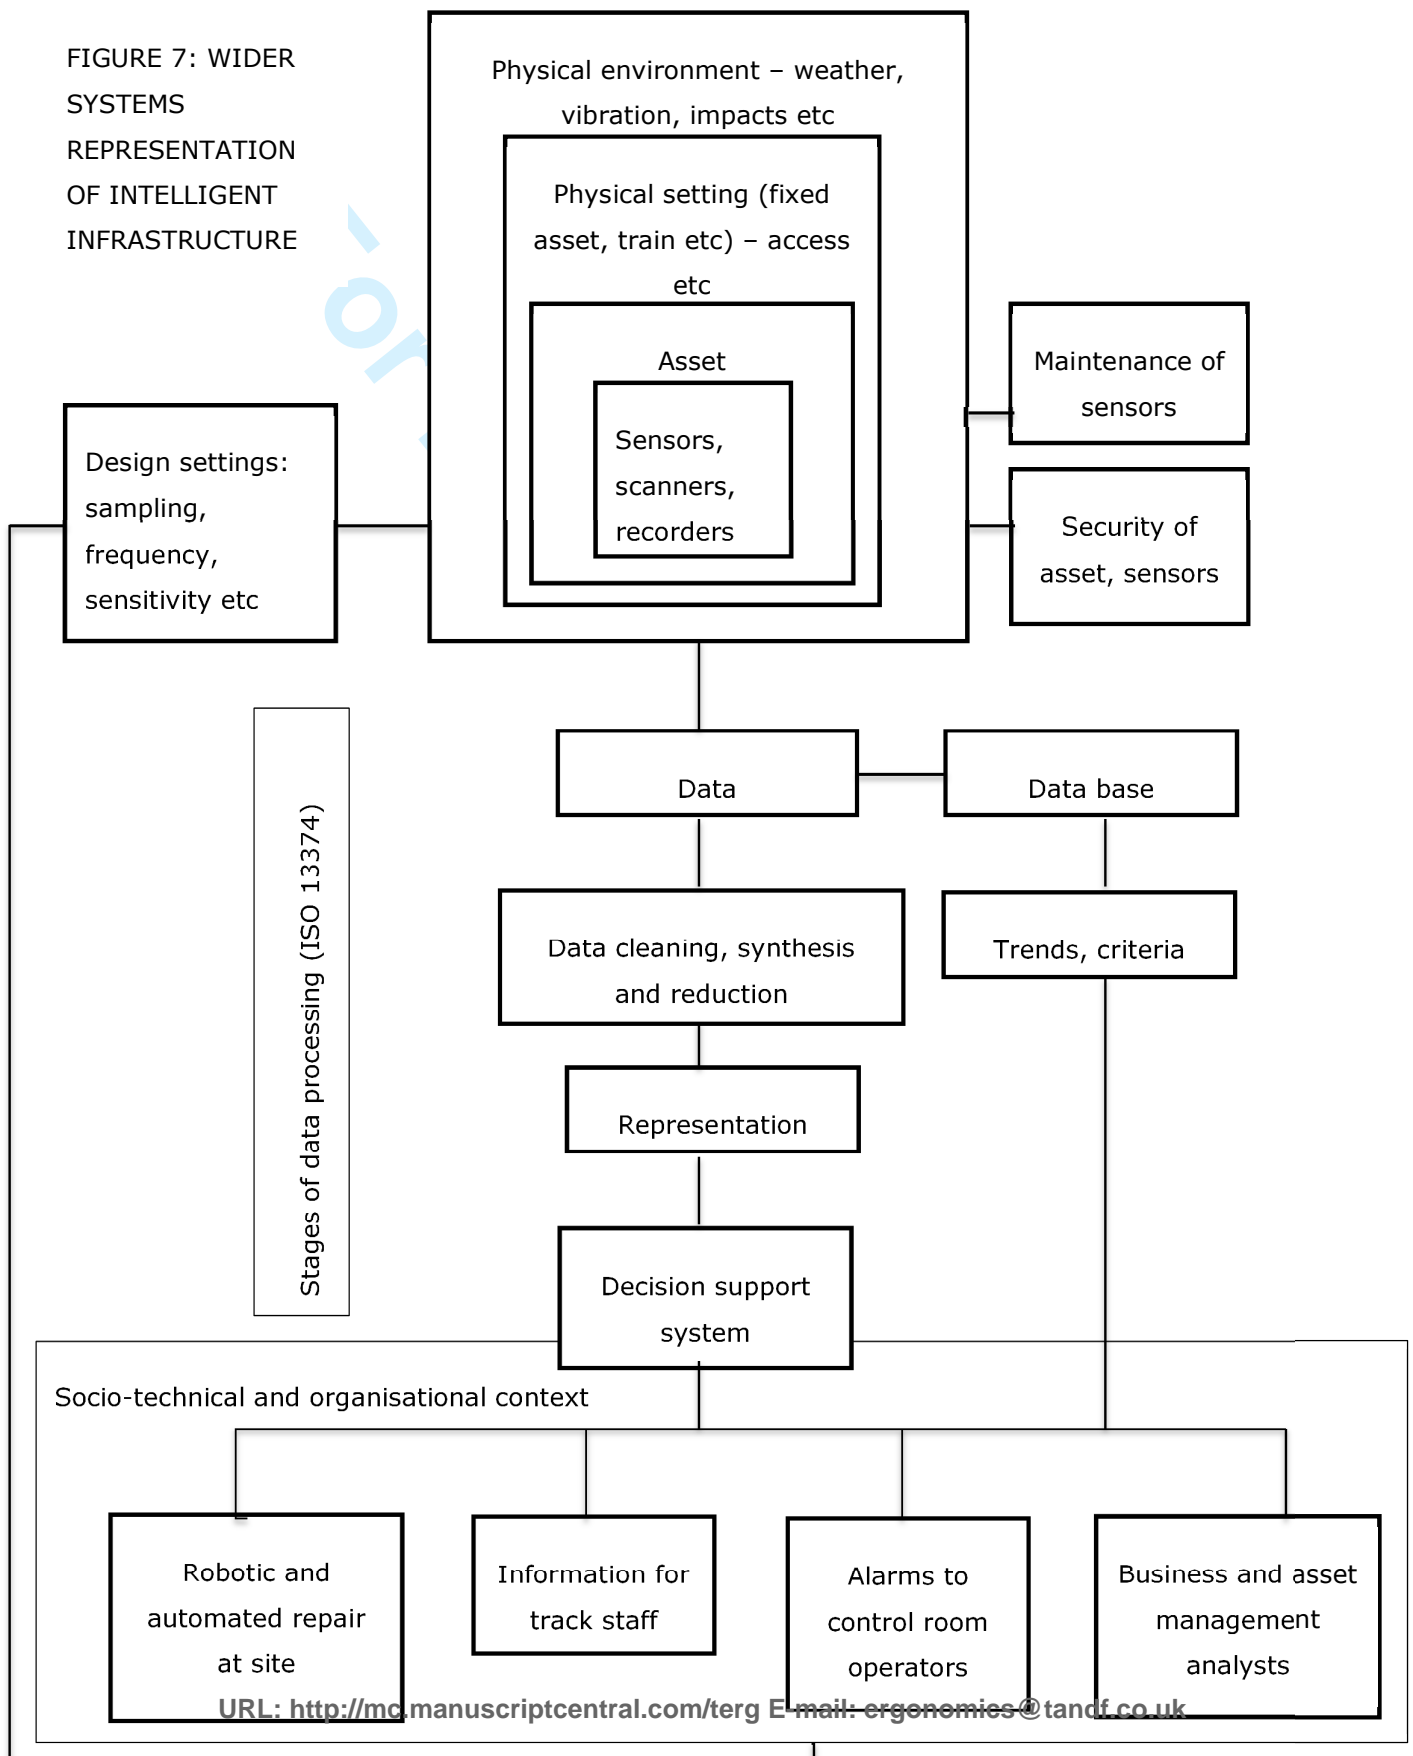 FIGURE 7: WIDER
SYSTEMS
REPRESENTATION
OF INTELLIGENT
INFRASTRUCTURE
Physical environment – weather,
vibration, impacts etc
Physical setting (fixed
asset, train etc) – access
etc
Asset
Sensors,
scanners,
recorders
Maintenance of
sensors
Security of
asset, sensors
Design settings:
sampling,
frequency,
sensitivity etc
Stages of data processing (ISO 13374)
Data
Data base
Data cleaning, synthesis
and reduction
Trends, criteria
Representation
Decision support
system
Socio-technical and organisational context
Robotic and
automated repair
at site
Information for
track staff
Alarms to
control room
operators
Business and asset
management
analysts
URL: http://mc.manuscriptcentral.com/terg E-mail: ergonomics@tandf.co.uk